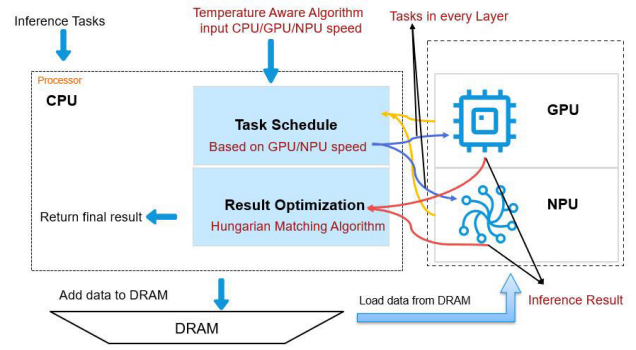 Inference Tasks
Temperature Aware Algorithm
input CPU/GPU/NPU speed
Tasks in every Layer
Processor
CPU
Task Schedule
Based on GPU/NPU speed
GPU
Result Optimization
Hungarian Matching Algorithm
NPU
Return final result
Add data to DRAM
Load data from DRAM
Inference Result
DRAM